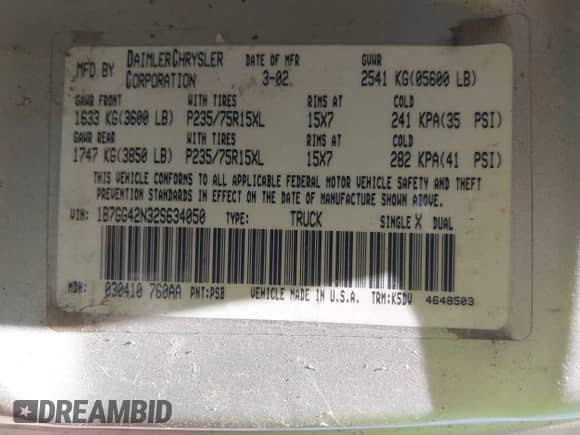 MFD BY DAIMLERCHRYSLER CORPORATION DATE OF MFR 3-02 GVWR 2541 KG(05600 LB)
GAWR FRONT WITH TIRES RIMS AT COLD
1633 KG(3600 LB) P235/75R15XL 15X7 241 KPA(35 PSI)
GAWR REAR WITH TIRES RIMS AT COLD
1747 KG(3850 LB) P235/75R15XL 15X7 282 KPA(41 PSI)
THIS VEHICLE CONFORMS TO ALL APPLICABLE FEDERAL MOTOR VEHICLE SAFETY AND THEFT
PREVENTION STANDARDS IN EFFECT ON THE DATE OF MANUFACTURE SHOWN ABOVE.
VIN: 1B7GG42N32S634050 TYPE: TRUCK SINGLE X DUAL
MDH: 030410 760AA PNT:PSB VEHICLE MADE IN U.S.A. TRM:K5DV 4648503
DREAMBID